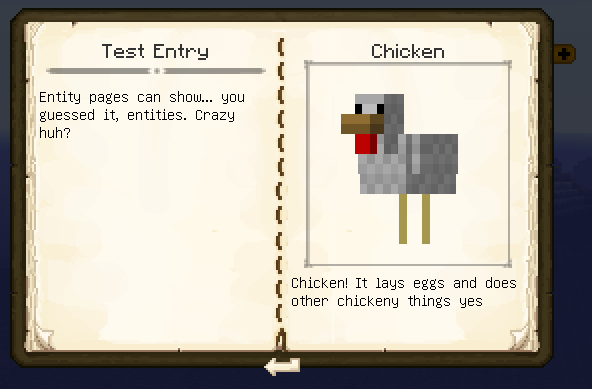 Test Entry
Entity pages can show... you
guessed it, entities. Crazy
huh?
Chicken
Chicken! It lays eggs and does
other chickeny things yes